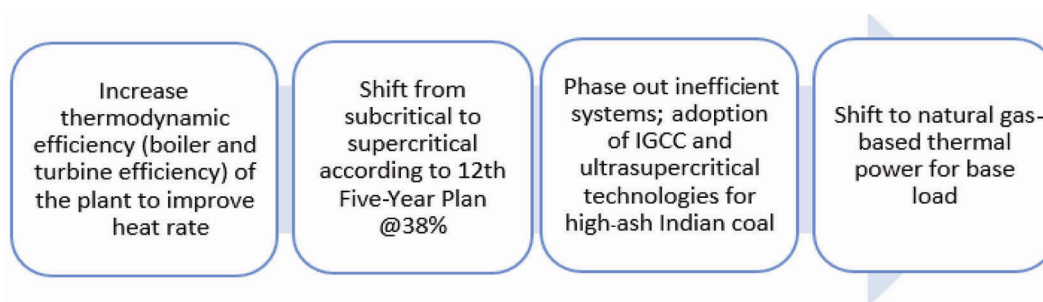 Increase
thermodynamic
efficiency (boiler and
turbine efficiency) of
the plant to improve
heat rate
Shift from
subcritical to
supercritical
according to 12th
Five-Year Plan
@38%
Phase out inefficient
systems; adoption
of IGCC and
ultrasupercritical
technologies for
high-ash Indian coal
Shift to natural gas-
based thermal
power for base
load